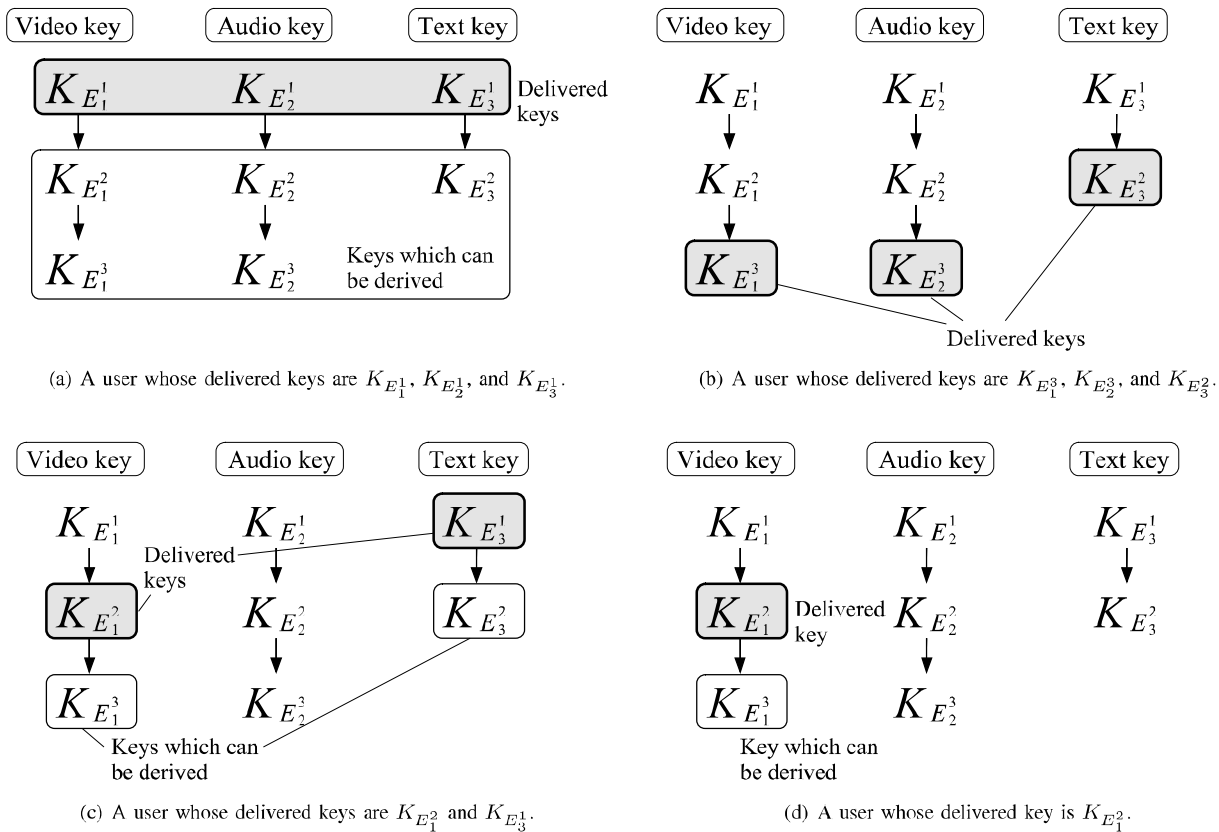 Video key Audio key Text key
K_{E_1^1} K_{E_2^1} K_{E_3^1} Delivered
keys
K_{E_1^2} K_{E_2^2} K_{E_3^2}
K_{E_1^3} K_{E_2^3} Keys which can
be derived
(a) A user whose delivered keys are K_{E_1^1}, K_{E_2^1}, and K_{E_3^1}.
Video key Audio key Text key
K_{E_1^1} K_{E_2^1} K_{E_3^1}
K_{E_1^2} K_{E_2^2} K_{E_3^2}
K_{E_1^3} K_{E_2^3}
Delivered keys
(b) A user whose delivered keys are K_{E_1^3}, K_{E_2^3}, and K_{E_3^2}.
Video key Audio key Text key
K_{E_1^1} K_{E_2^1} K_{E_3^1}
Delivered
keys
K_{E_1^2} K_{E_2^2} K_{E_3^2}
K_{E_1^3} K_{E_2^3}
Keys which can
be derived
(c) A user whose delivered keys are K_{E_1^2} and K_{E_3^1}.
Video key Audio key Text key
K_{E_1^1} K_{E_2^1} K_{E_3^1}
K_{E_1^2} Delivered
key K_{E_2^2} K_{E_3^2}
K_{E_1^3} K_{E_2^3}
Key which can
be derived
(d) A user whose delivered key is K_{E_1^2}.